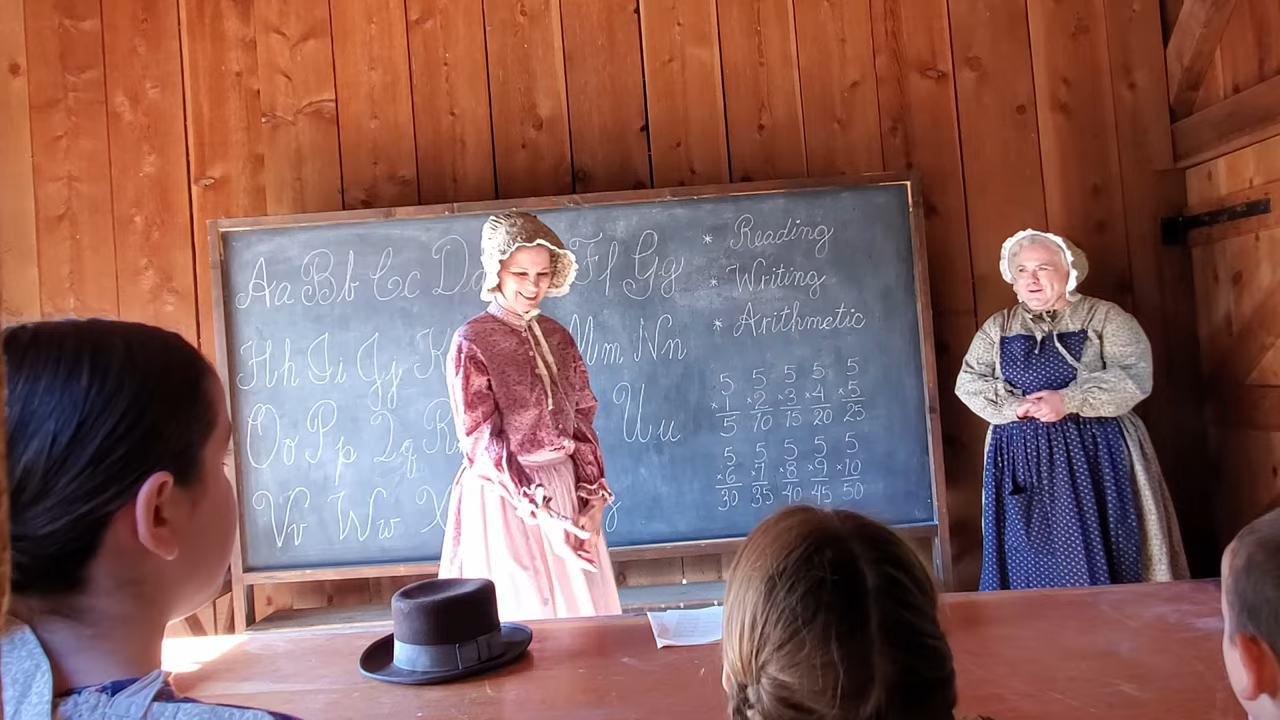 Aa Bb Cc Dd Ff Gg
Hh Ii Jj K Mm Nn
Oo Pp Qq R Uu
Vv Ww X
* Reading
* Writing
* Arithmetic
5 5 5 5 5
×1 ×2 ×3 ×4 ×5
5 10 15 20 25
5 5 5 5 5
×6 ×7 ×8 ×9 ×10
30 35 40 45 50